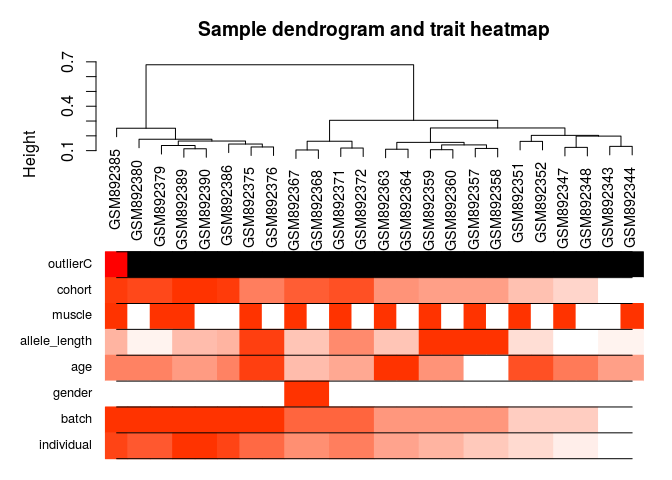 Sample dendrogram and trait heatmap
Height
0.7
0.4
0.1
GSM892385
GSM892380
GSM892379
GSM892389
GSM892390
GSM892386
GSM892375
GSM892376
GSM892367
GSM892368
GSM892371
GSM892372
GSM892363
GSM892364
GSM892359
GSM892360
GSM892357
GSM892358
GSM892351
GSM892352
GSM892347
GSM892348
GSM892343
GSM892344
outlierC
cohort
muscle
allele_length
age
gender
batch
individual